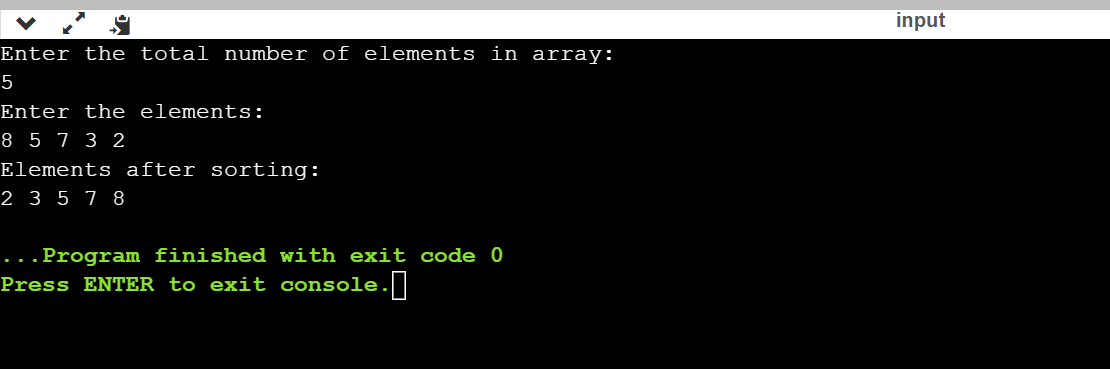 input
Enter the total number of elements in array:
5
Enter the elements:
8 5 7 3 2
Elements after sorting:
2 3 5 7 8
...Program finished with exit code 0
Press ENTER to exit console.